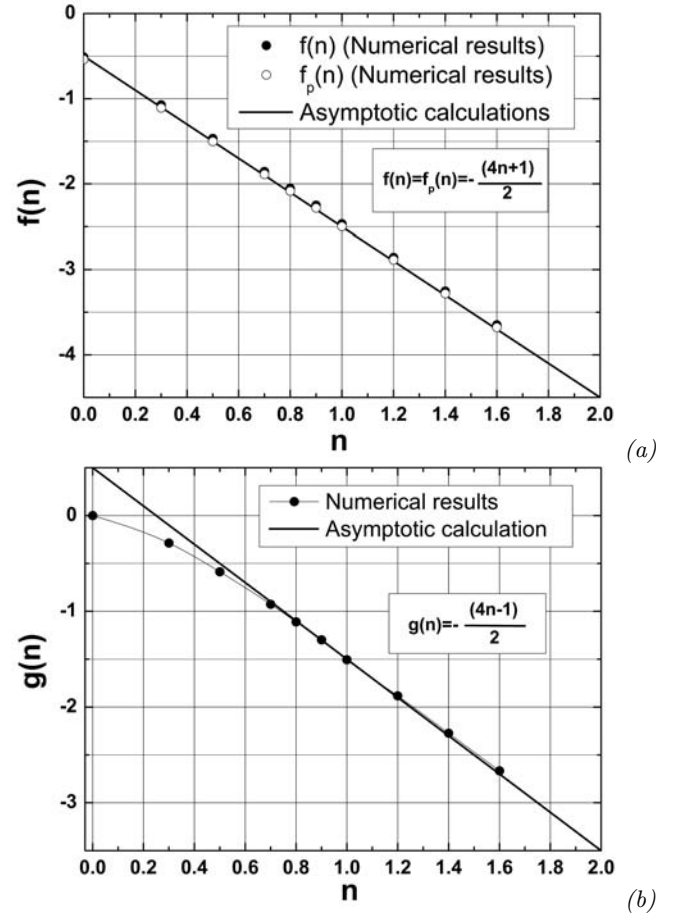 0
f(n) (Numerical results)
f_p(n) (Numerical results)
Asymptotic calculations
-1
-2
-3
-4
f(n)
f(n)=f_p(n)=- (4n+1)
2
0.0 0.2 0.4 0.6 0.8 1.0 1.2 1.4 1.6 1.8 2.0
n
(a)
Numerical results
Asymptotic calculation
0
-1
-2
-3
g(n)
g(n)=- (4n-1)
2
0.0 0.2 0.4 0.6 0.8 1.0 1.2 1.4 1.6 1.8 2.0
n
(b)